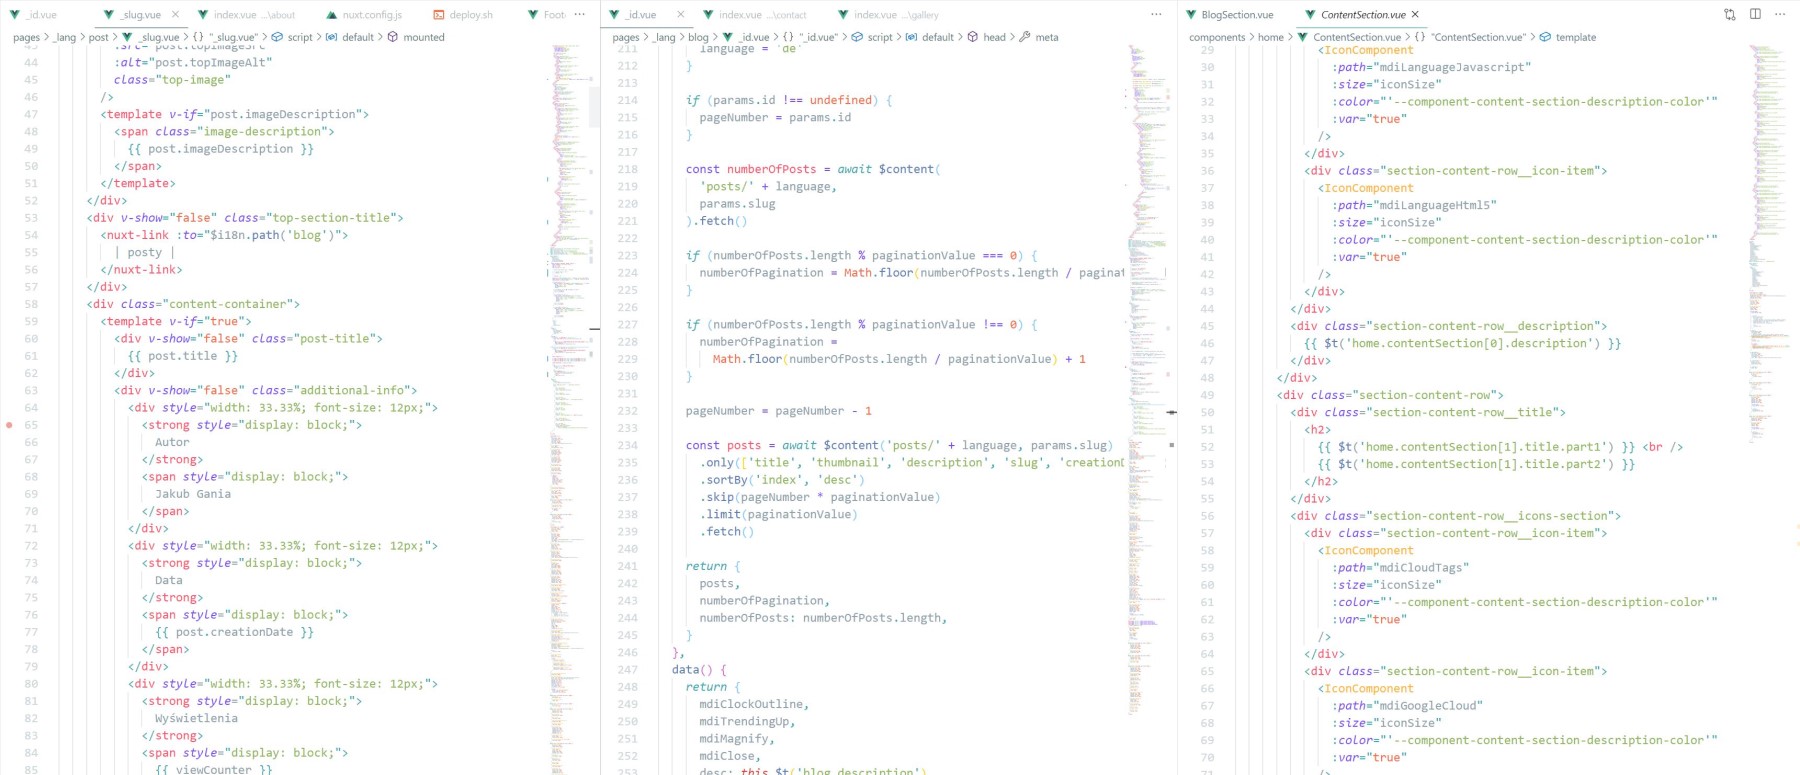 _id.vue
_slug.vue
index.vue ...\about
nuxt.config.js
deploy.sh
Foot
pages > _lang > post > _slug.vue > {} "_slug.vue" > script > default > mounted
:src="post.topImageSrc"
44 :alt="post.topImageAlt"
45 class="top-image"
46 />
47 <template v-if="post.imageDescription">
48 <span class="image-description">
49 {{ post.imageDescription }}
50 </span>
51 </template>
52 </div>
53 <div v-show="false" class="top-section-title">
54 <nuxt-link :to="$i18n.path('blog')">
55 | posty |
56 </nuxt-link>
57 </div>
58 <div class="content-container">
59 <template v-if="true">
60 <div v-show="false" class="post-title">
61 {{ post.title }}
62 </div>
63 <div v-show="false" class="additional-info">
64 <div style="width: 33.33%; font-size: 12px;">
65 <strong style="display: block;">
66 Autor
67 </strong>
68 <span style="display: block;">
69 Jakub Gania
70 </span>
71 </div>
72 <div style="width: 33.33%; font-size: 12px;">
73 <strong style="display: block;">
74 Data
75 </strong>
76 <span style="display: block;">
77 {{ post.creationDate }}
78 </span>
79 </div>
80 <div style="width: 33.33%; font-size: 12px;">
81 <strong style="display: block;">
82 Wyświetlenia
83 </strong>
84 <span style="display: block;">
85 {{ viewCounter }}
_id.vue
index.vue ...\contact
index.vue ...\gallery
pages > _lang > blog > _id.vue > {} "_id.vue" > script > default > head > meta
211 language = 'de'
212 }
213
214 if (params.id !== undefined) {
215 pageNumber = params.id
216 }
217
218 const numberOfPosts = await $content(
219 'posts/' + language,
220 params.slug
221 ).fetch()
222
223 if (numberOfPosts.length % paginationValue === 0) {
224 numberOfPagination = Math.floor(numberOfPosts.length / paginat
225 }
226
227 if (numberOfPosts.length % paginationValue !== 0) {
228 numberOfPagination =
229 Math.floor(numberOfPosts.length / paginationValue) + 1
230 }
231
232 pageNumber = pageNumber - 1
233
234 const posts = await $content('posts/' + language, params.slug)
235 .only(['title', 'thumbnail', 'description', 'slug', 'creationD
236 .sortBy('index', 'desc')
237 .skip(pageNumber * paginationValue)
238 .limit(paginationValue)
239 .fetch()
240
241 return {
242 posts,
243 numberOfPagination,
244 numberOfPosts: numberOfPosts.length,
245 }
246 },
247 data() {
248 return {
249 mdiClockOutline,
250 mdiTrendingUp,
251 mdiMagnify,
252 mdiClose,
253 desc: this.$t('blog.description')
BlogSection.vue
ContentSection.vue
components > home > ContentSection.vue > {} "ContentSection.vue" > template
29 <IconComponent
30 :path="mdiLanguageJavascript"
31 :size="iconSize"
32 :color="'--component-content-section-description-color'"
33 :var="true"
34 />
35 </div>
36 <div class="section-content-row__icon-item">
37 <IconComponent
38 :path="mdiLanguageHtml5"
39 :size="iconSize"
40 :color="'--component-content-section-description-color'"
41 :var="true"
42 />
43 </div>
44 </div>
45 <div class="section-content-row__description">
46 {{ $t('home.contentSection[0].description') }}
47 </div>
48 </div>
49 <div class="section-content-row">
50 <div class="section-content-row__title">
51 <h2>
52 {{ $t('home.contentSection[1].title.part1') }} <br />
53 {{ $t('home.contentSection[1].title.part2') }}
54 </h2>
55 </div>
56 <div class="section-content-row__icons-section">
57 <div class="section-content-row__icon-item">
58 <IconComponent
59 :path="mdiCloudTags"
60 :size="iconSize"
61 :color="'--component-content-section-description-color'"
62 :var="true"
63 />
64 </div>
65 <div class="section-content-row__icon-item">
66 <IconComponent
67 :path="mdiGoogleCloud"
68 :size="iconSize"
69 :color="'--component-content-section-description-color'"
70 :var="true"
71 />